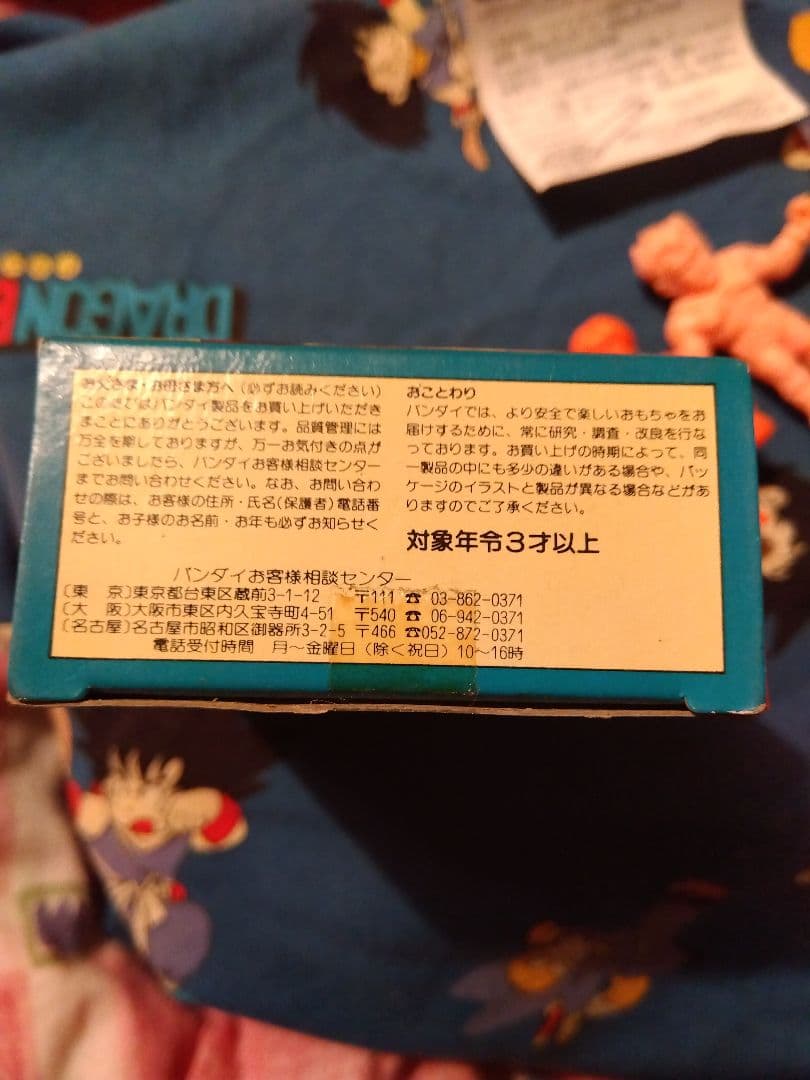 DRAGON
お父さま・お母さま方へ（必ずお読みください）
このたびはバンダイ製品をお買い上げいただき
まことにありがとうございます。品質管理には
万全を期しておりますが、万一お気付きの点が
ございましたら、バンダイお客様相談センター
までお問い合わせください。なお、お問い合わ
せの際は、お客様の住所・氏名（保護者）電話番
号と、お子様のお名前・お年も必ずお知らせく
ださい。
おことわり
バンダイでは、より安全で楽しいおもちゃをお
届けするために、常に研究・調査・改良を行な
っております。お買い上げの時期によって、同
一製品の中にも多少の違いがある場合や、パッ
ケージのイラストと製品が異なる場合などがあ
りますのでご了承ください。
対象年令3才以上
バンダイお客様相談センター
〔東　京〕東京都台東区蔵前3-1-12　〒111 ☎ 03-862-0371
〔大　阪〕大阪市東区内久宝寺町4-51　〒540 ☎ 06-942-0371
〔名古屋〕名古屋市昭和区御器所3-2-5 〒466 ☎052-872-0371
電話受付時間　月～金曜日（除く祝日）10～16時